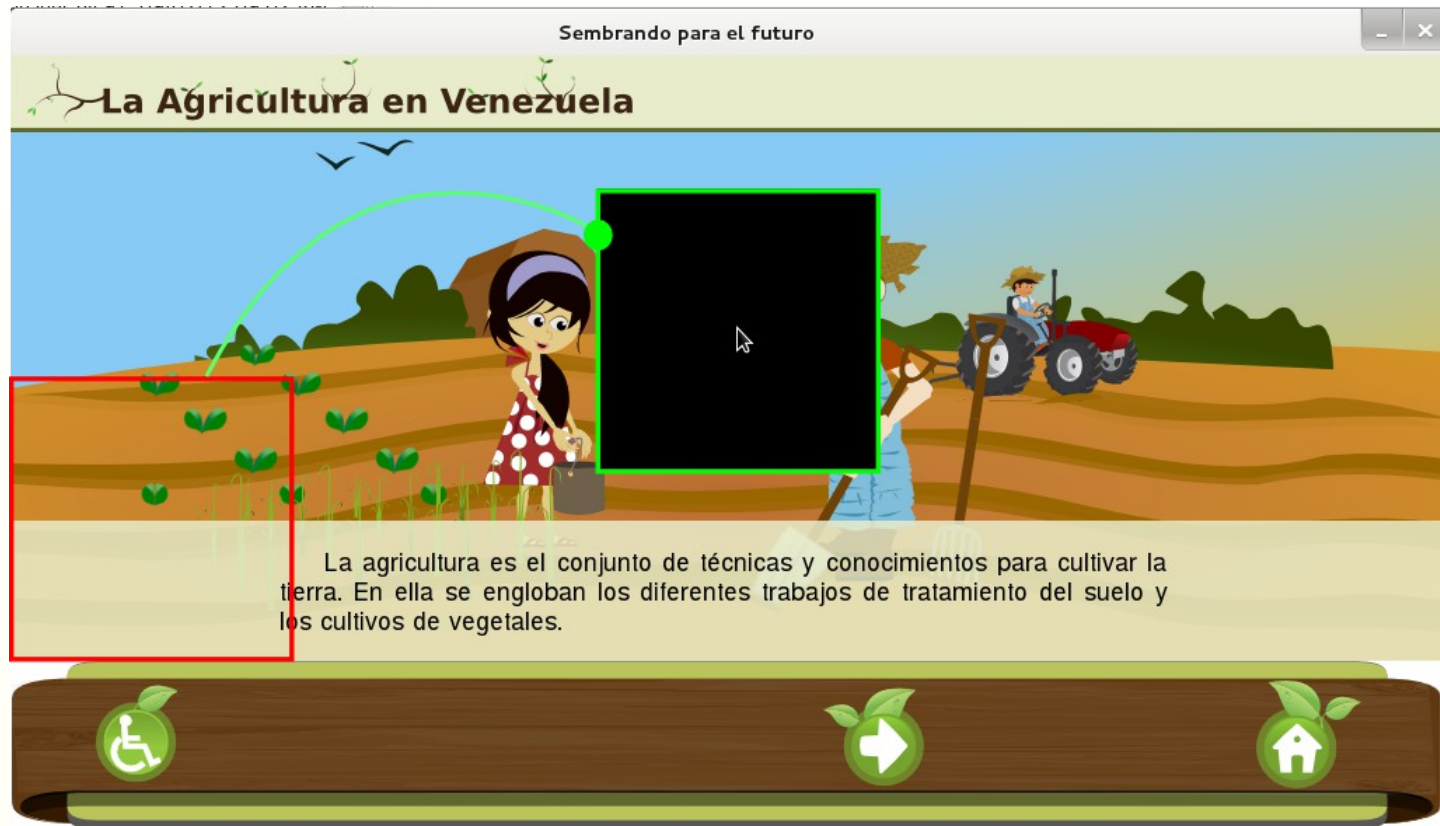 Sembrando para el futuro
La Agricultura en Venezuela
La agricultura es el conjunto de técnicas y conocimientos para cultivar la
tierra. En ella se engloban los diferentes trabajos de tratamiento del suelo y
los cultivos de vegetales.